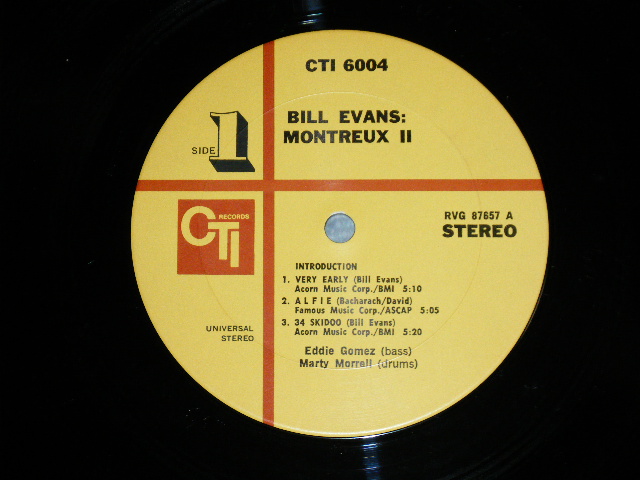 CTI 6004
BILL EVANS:
MONTREUX II
SIDE 1
CTI RECORDS
RVG 87657 A
STEREO
INTRODUCTION
1. VERY EARLY (Bill Evans)
Acorn Music Corp./BMI 5:10
2. ALFIE (Bacharach/David)
Famous Music Corp./ASCAP 5:05
3. 34 SKIDOO (Bill Evans)
Acorn Music Corp./BMI 5:20
UNIVERSAL
STEREO
Eddie Gomez (bass)
Marty Morrell (drums)